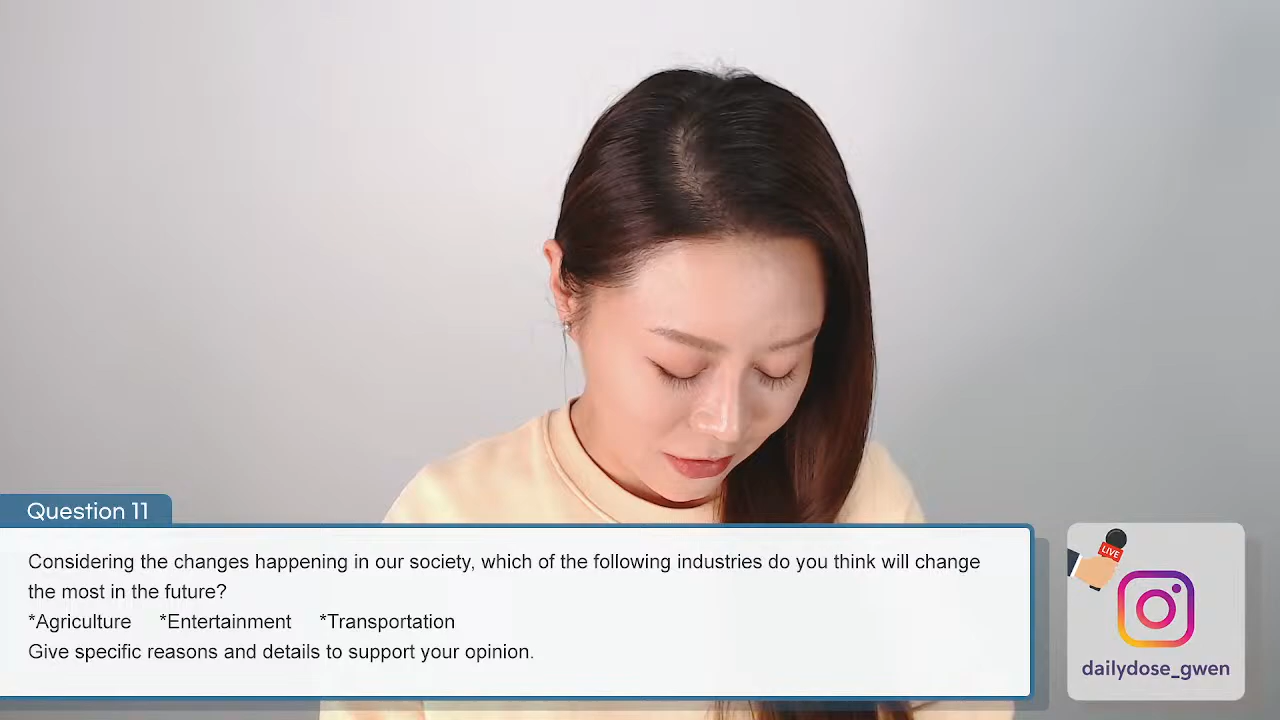 Question 11
Considering the changes happening in our society, which of the following industries do you think will change
the most in the future?
*Agriculture *Entertainment *Transportation
Give specific reasons and details to support your opinion.
LIVE
dailydose_gwen